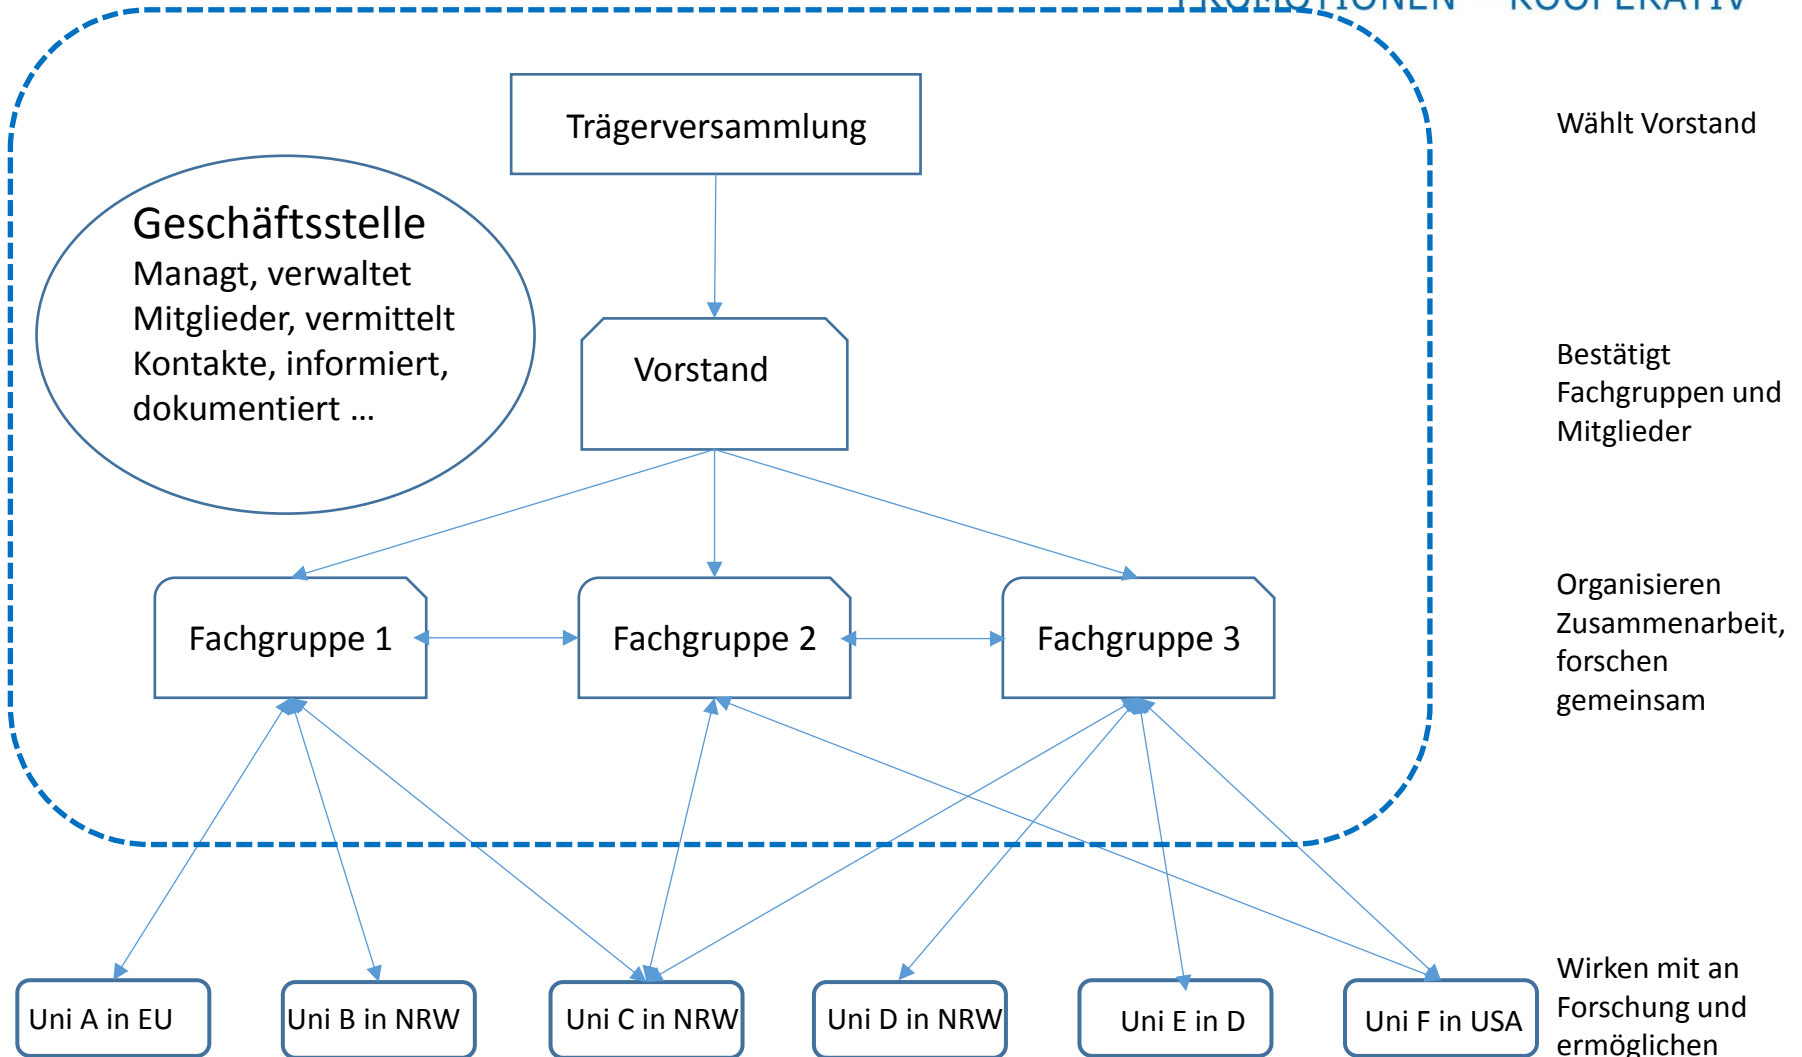 PROMOTIONEN – KOOPERATIV
Trägerversammlung
Wählt Vorstand
Geschäftsstelle
Managt, verwaltet
Mitglieder, vermittelt
Kontakte, informiert,
dokumentiert ...
Vorstand
Bestätigt
Fachgruppen und
Mitglieder
Fachgruppe 1
Fachgruppe 2
Fachgruppe 3
Organisieren
Zusammenarbeit,
forschen
gemeinsam
Uni A in EU
Uni B in NRW
Uni C in NRW
Uni D in NRW
Uni E in D
Uni F in USA
Wirken mit an
Forschung und
ermöglichen